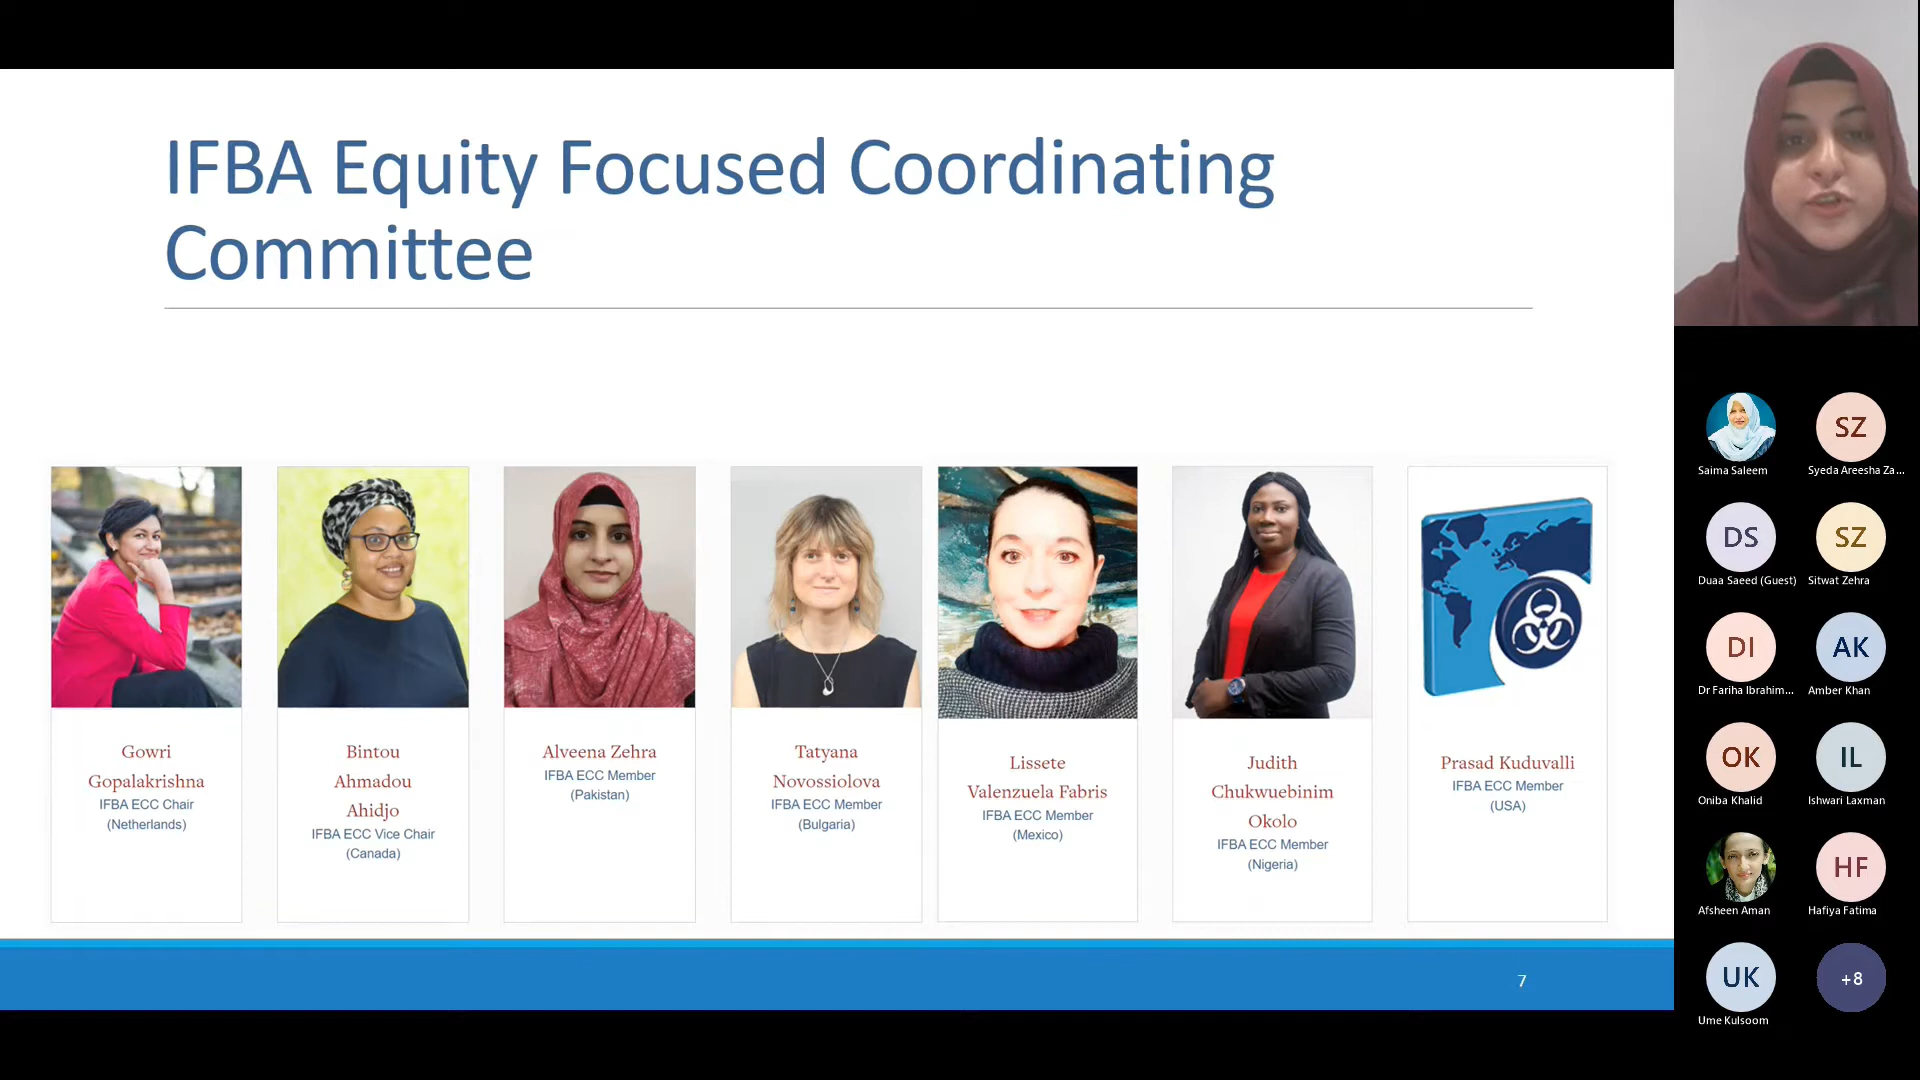 IFBA Equity Focused Coordinating
Committee
Gowri
Gopalakrishna
IFBA ECC Chair
(Netherlands)
Bintou
Ahmadou
Ahidjo
IFBA ECC Vice Chair
(Canada)
Alveena Zehra
IFBA ECC Member
(Pakistan)
Tatyana
Novossiolova
IFBA ECC Member
(Bulgaria)
Lissete
Valenzuela Fabris
IFBA ECC Member
(Mexico)
Judith
Chukwuebinim
Okolo
IFBA ECC Member
(Nigeria)
Prasad Kuduvalli
IFBA ECC Member
(USA)
7
Saima Saleem
SZ
Syeda Areesha Za...
DS
Duaa Saeed (Guest)
SZ
Sitwat Zehra
DI
Dr Fariha Ibrahim...
AK
Amber Khan
OK
Oniba Khalid
IL
Ishwari Laxman
Afsheen Aman
HF
Hafiya Fatima
UK
Ume Kulsoom
+8